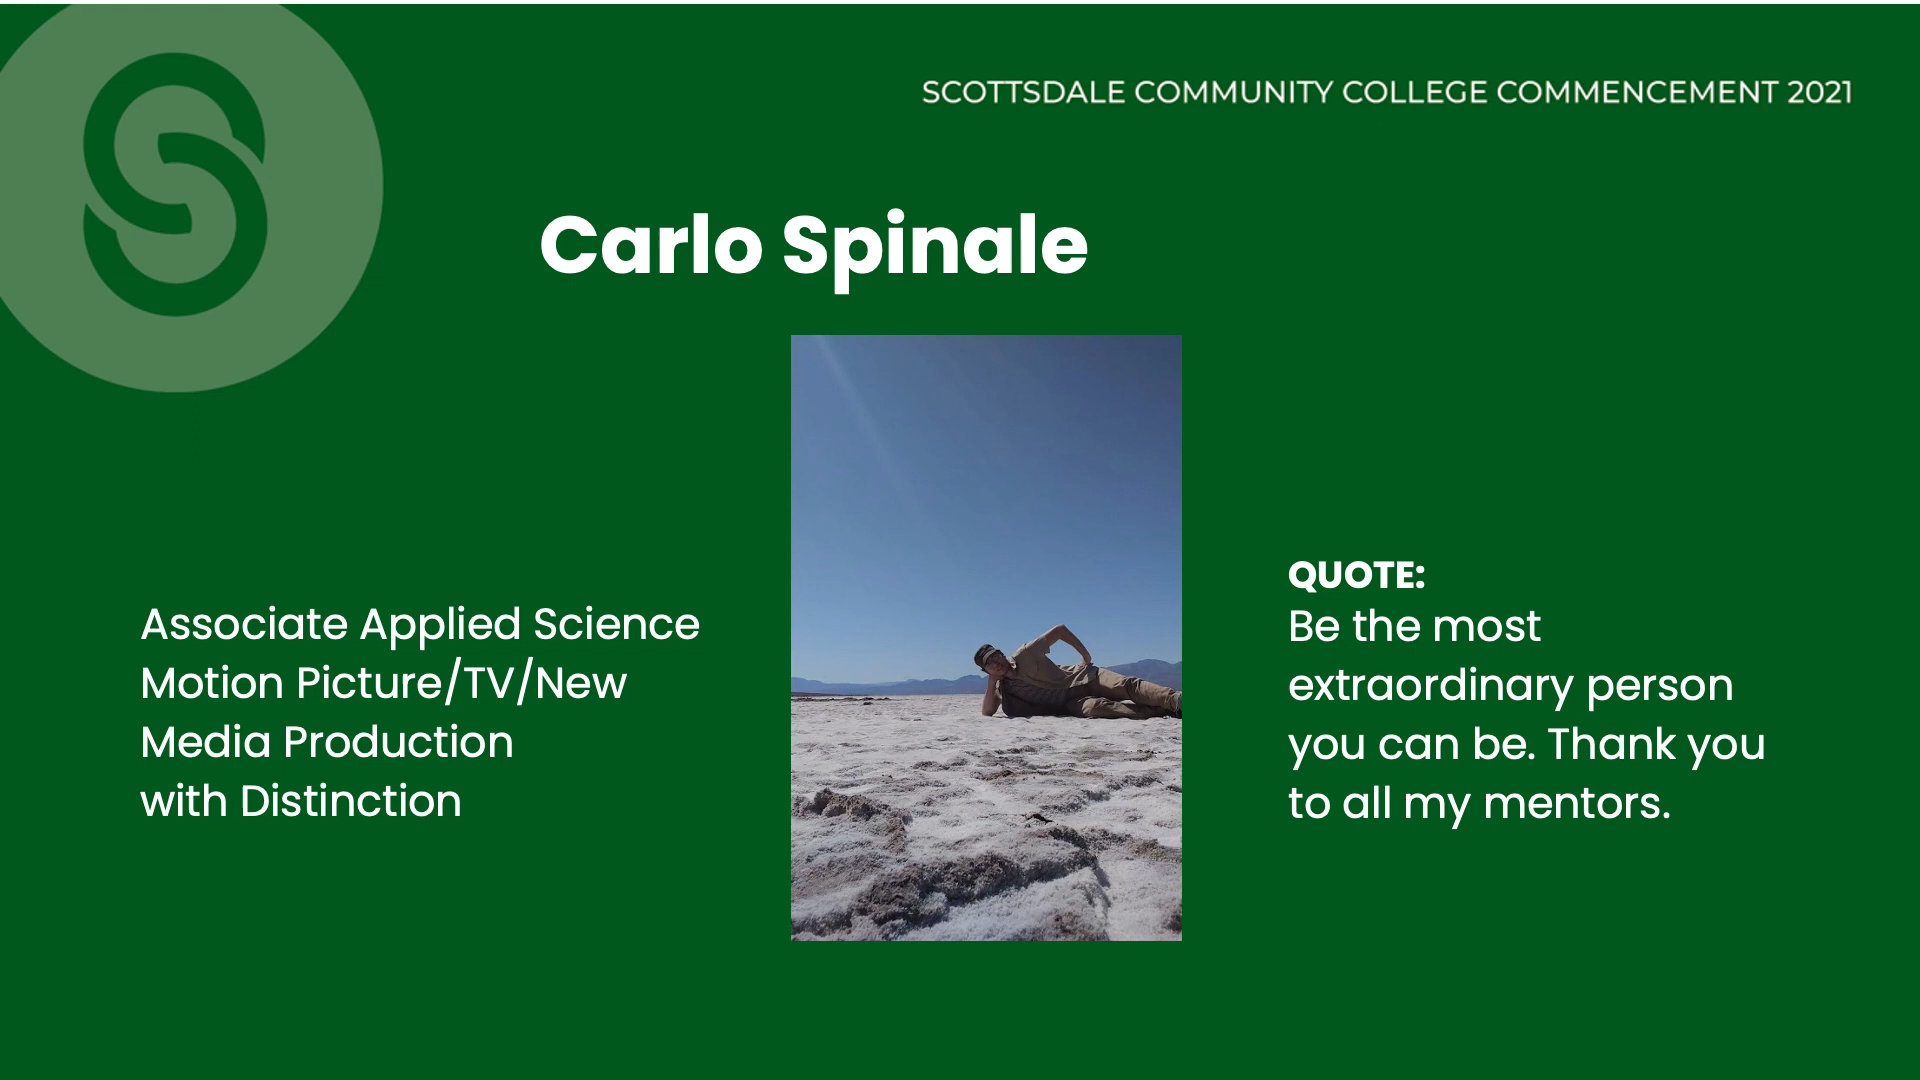 SCOTTSDALE COMMUNITY COLLEGE COMMENCEMENT 2021
Carlo Spinale
Associate Applied Science
Motion Picture/TV/New
Media Production
with Distinction
QUOTE:
Be the most
extraordinary person
you can be. Thank you
to all my mentors.